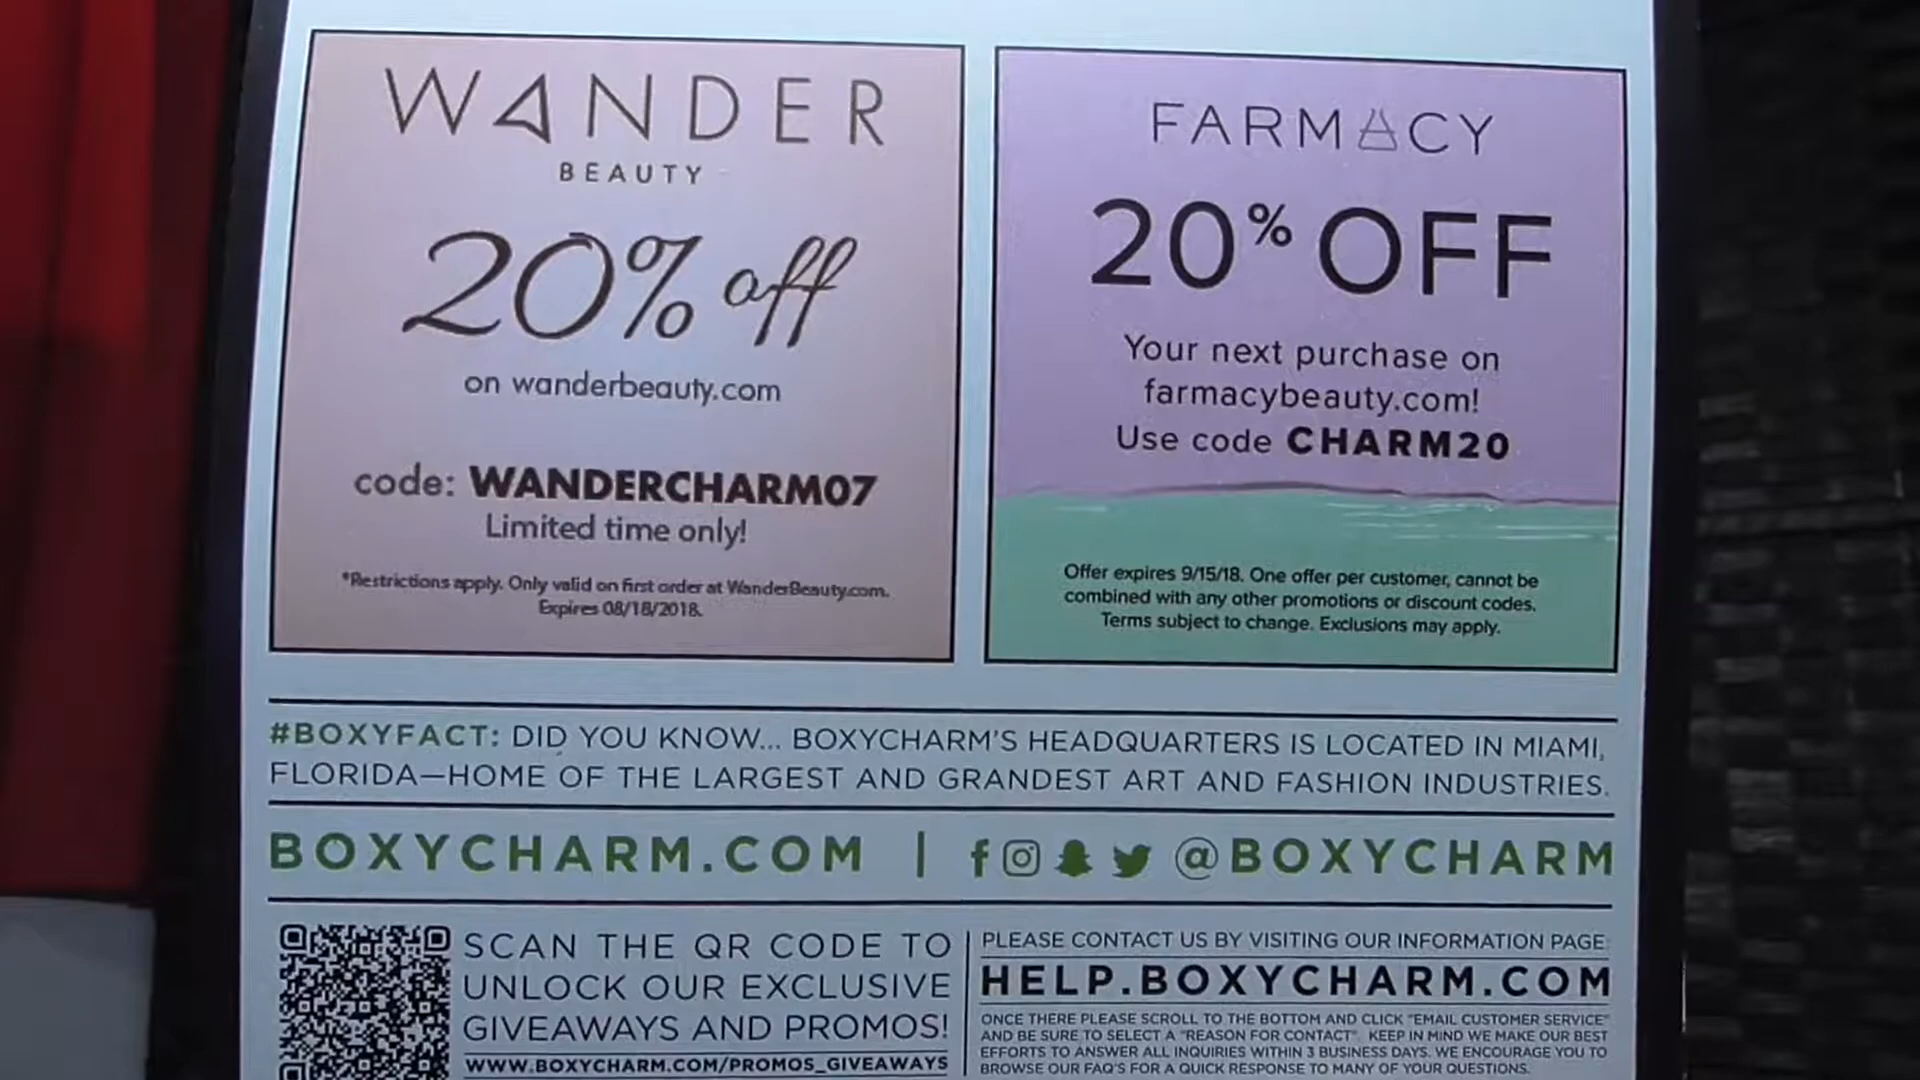 WANDER
BEAUTY
20% off
on wanderbeauty.com
code: WANDERCHARM07
Limited time only!
*Restrictions apply. Only valid on first order at WanderBeauty.com.
Expires 08/18/2018.
FARMACY
20% OFF
Your next purchase on
farmacybeauty.com!
Use code CHARM20
Offer expires 9/15/18. One offer per customer, cannot be
combined with any other promotions or discount codes.
Terms subject to change. Exclusions may apply.
#BOXYFACT: DID YOU KNOW... BOXYCHARM'S HEADQUARTERS IS LOCATED IN MIAMI,
FLORIDA—HOME OF THE LARGEST AND GRANDEST ART AND FASHION INDUSTRIES.
BOXYCHARM.COM | @BOXYCHARM
SCAN THE QR CODE TO
UNLOCK OUR EXCLUSIVE
GIVEAWAYS AND PROMOS!
WWW.BOXYCHARM.COM/PROMOS_GIVEAWAYS
PLEASE CONTACT US BY VISITING OUR INFORMATION PAGE:
HELP.BOXYCHARM.COM
ONCE THERE PLEASE SCROLL TO THE BOTTOM AND CLICK "EMAIL CUSTOMER SERVICE"
AND BE SURE TO SELECT A "REASON FOR CONTACT". KEEP IN MIND WE MAKE OUR BEST
EFFORTS TO ANSWER ALL INQUIRIES WITHIN 3 BUSINESS DAYS. WE ENCOURAGE YOU TO
BROWSE OUR FAQ'S FOR A QUICK RESPONSE TO MANY OF YOUR QUESTIONS.